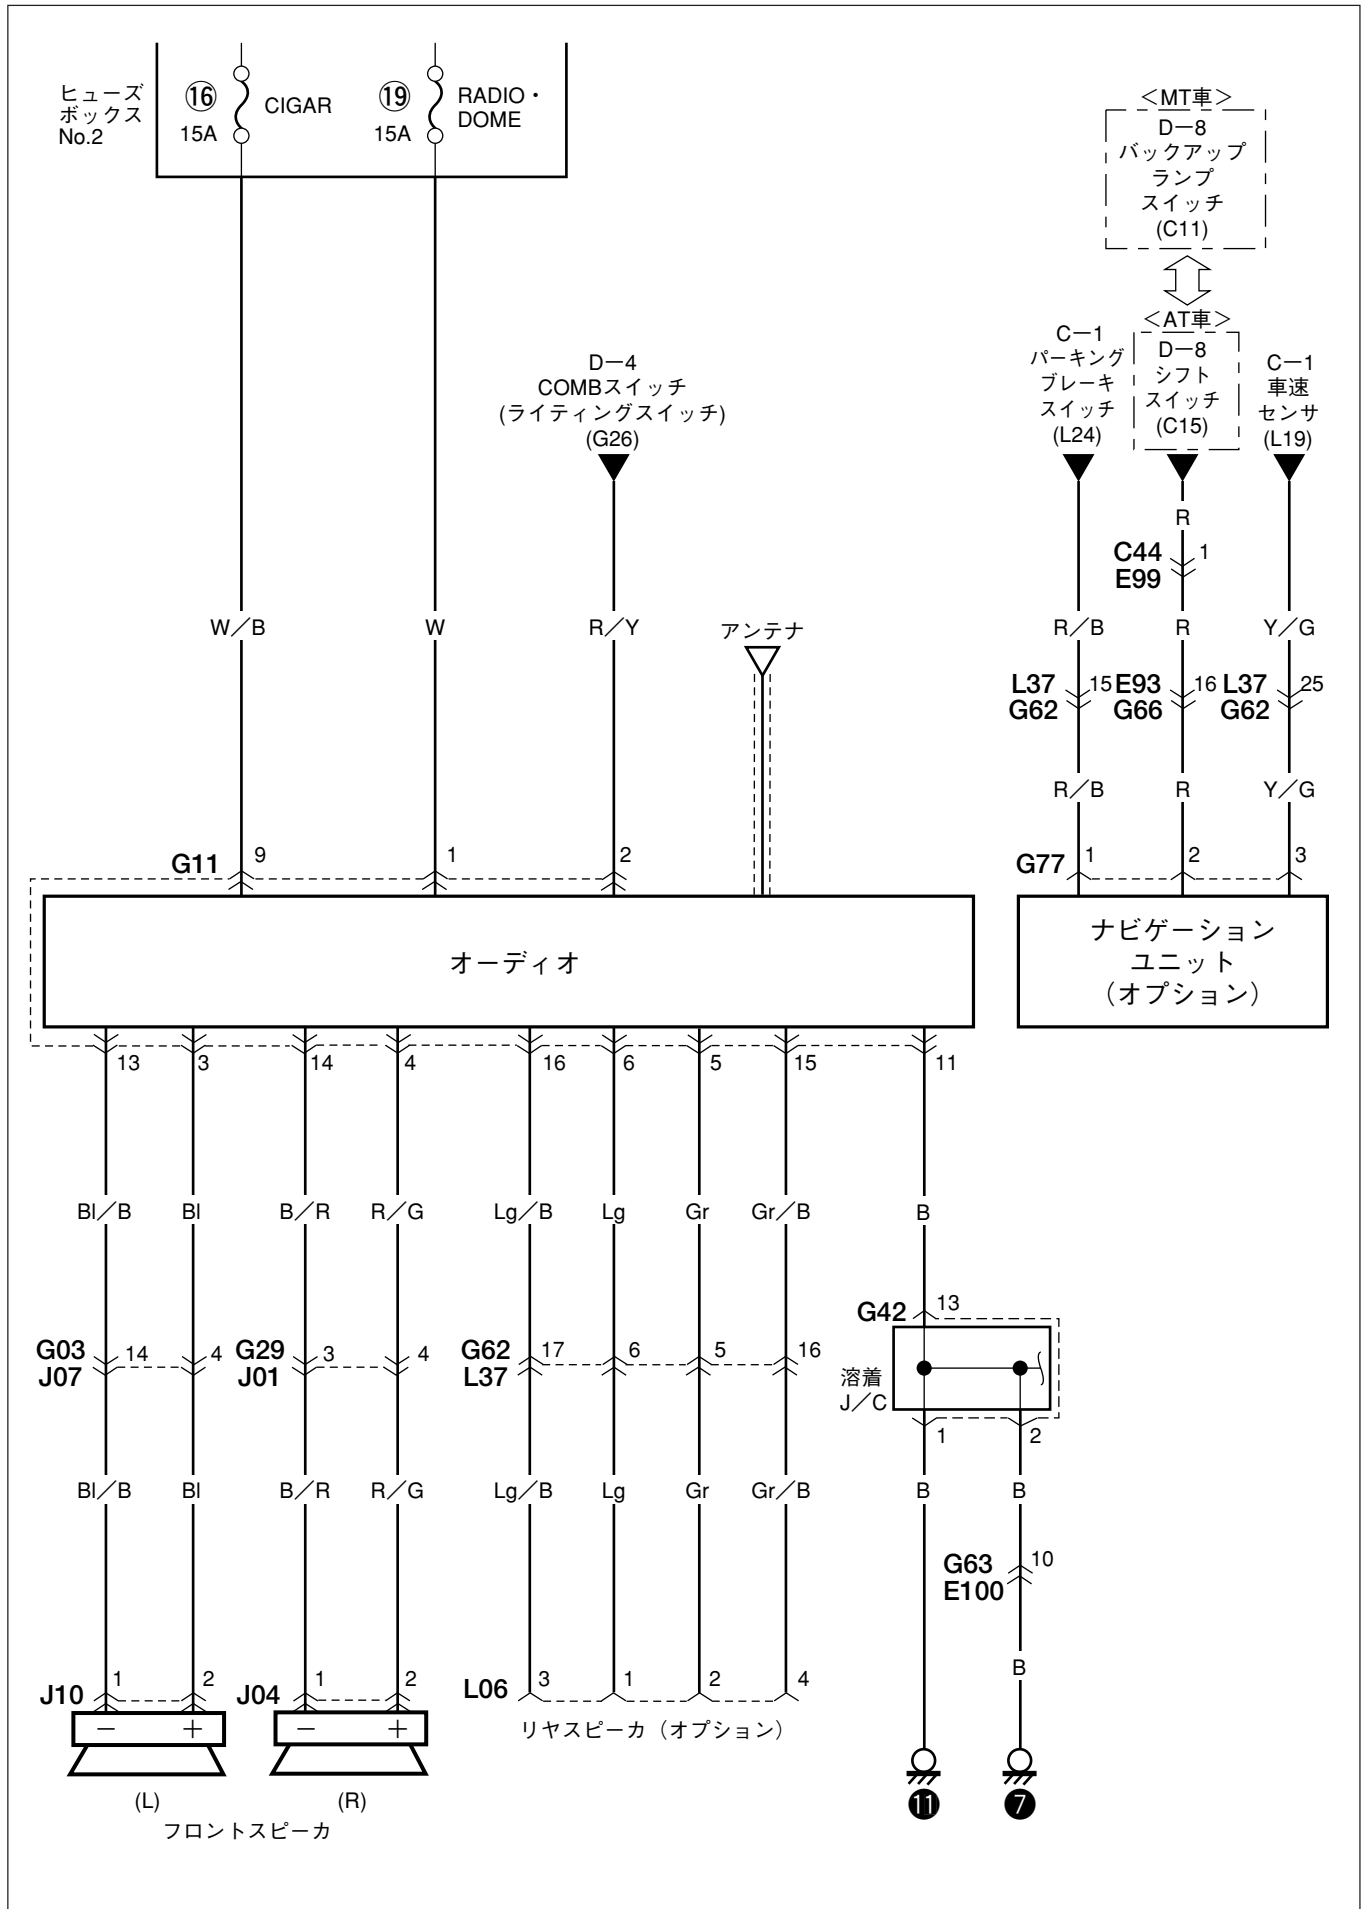 ヒューズ
ボックス
No.2
⑯
15A
CIGAR
⑲
15A
RADIO・
DOME
＜MT車＞
D－8
バックアップ
ランプ
スイッチ
(C11)
＜AT車＞
D－8
シフト
スイッチ
(C15)
C－1
パーキング
ブレーキ
スイッチ
(L24)
C－1
車速
センサ
(L19)
D－4
COMBスイッチ
(ライティングスイッチ)
(G26)
R
C44
E99
1
W／B
W
R／Y
アンテナ
R／B
R
Y／G
L37
G62
15
E93
G66
16
L37
G62
25
R／B
R
Y／G
G11
9
1
2
G77
1
2
3
オーディオ
ナビゲーション
ユニット
（オプション）
13
3
14
4
16
6
5
15
11
Bl／B
Bl
B／R
R／G
Lg／B
Lg
Gr
Gr／B
B
G42
13
G03
J07
14
4
G29
J01
3
4
G62
L37
17
6
5
16
溶着
J／C
1
2
Bl／B
Bl
B／R
R／G
Lg／B
Lg
Gr
Gr／B
B
B
G63
E100
10
B
J10
1
2
J04
1
2
L06
3
1
2
4
－
＋
－
＋
リヤスピーカ（オプション）
(L)
(R)
フロントスピーカ
⓫
❼